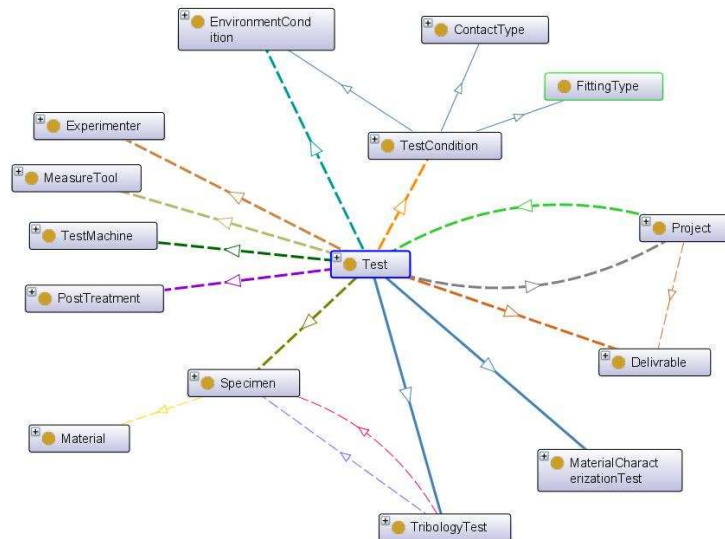 EnvironmentCond
ition
ContactType
FittingType
Experimenter
TestCondition
MeasureTool
TestMachine
Project
Test
PostTreatment
Delivrable
Specimen
Material
MaterialCharact
erizationTest
TribologyTest